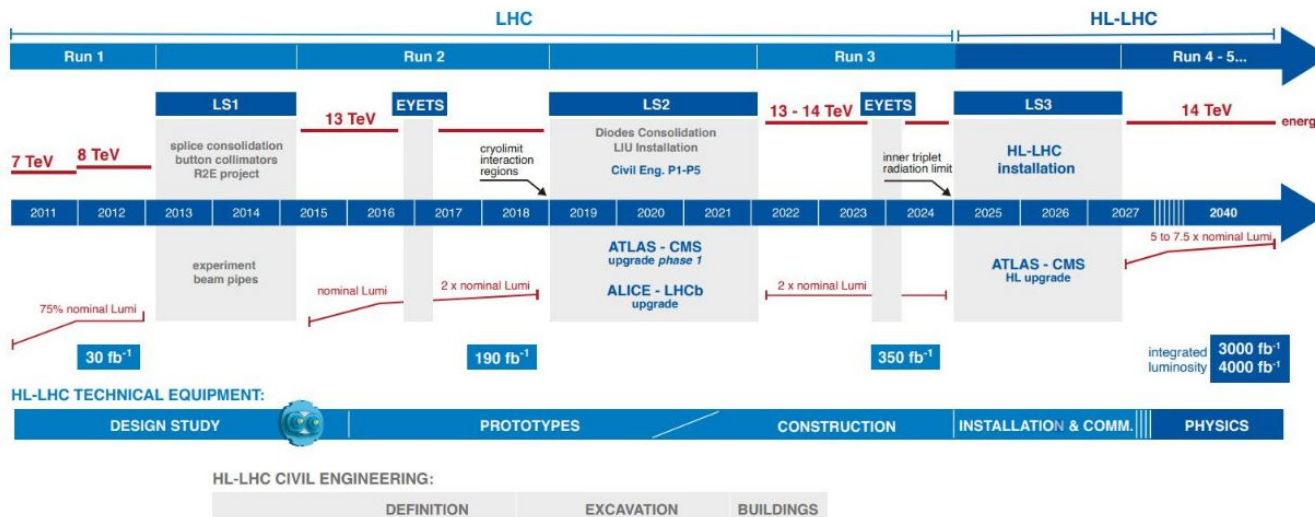 LHC
HL-LHC
Run 1
Run 2
Run 3
Run 4 - 5...
LS1
EYETS
LS2
EYETS
LS3
7 TeV
8 TeV
13 TeV
13 - 14 TeV
14 TeV
energ
splice consolidation
button collimators
R2E project
cryolimit
interaction
regions
Diodes Consolidation
LIU Installation
Civil Eng. P1-P5
inner triplet
radiation limit
HL-LHC
installation
2011 2012 2013 2014 2015 2016 2017 2018 2019 2020 2021 2022 2023 2024 2025 2026 2027 2040
75% nominal Lumi
experiment
beam pipes
nominal Lumi
2 x nominal Lumi
ATLAS - CMS
upgrade phase 1
ALICE - LHCb
upgrade
2 x nominal Lumi
ATLAS - CMS
HL upgrade
5 to 7.5 x nominal Lumi
30 fb⁻¹
190 fb⁻¹
350 fb⁻¹
integrated
luminosity
3000 fb⁻¹
4000 fb⁻¹
HL-LHC TECHNICAL EQUIPMENT:
DESIGN STUDY
PROTOTYPES
CONSTRUCTION
INSTALLATION & COMM.
PHYSICS
HL-LHC CIVIL ENGINEERING:
DEFINITION
EXCAVATION
BUILDINGS